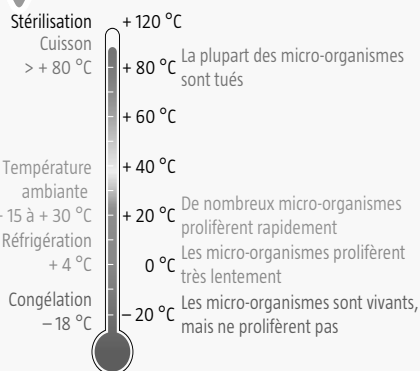 Stérilisation
+ 120 °C
Cuisson
> + 80 °C
+ 80 °C
La plupart des micro-organismes
sont tués
+ 60 °C
+ 40 °C
Température
ambiante
+ 15 à + 30 °C
+ 20 °C
De nombreux micro-organismes
prolifèrent rapidement
Réfrigération
+ 4 °C
0 °C
Les micro-organismes prolifèrent
très lentement
Congélation
– 18 °C
– 20 °C
Les micro-organismes sont vivants,
mais ne prolifèrent pas